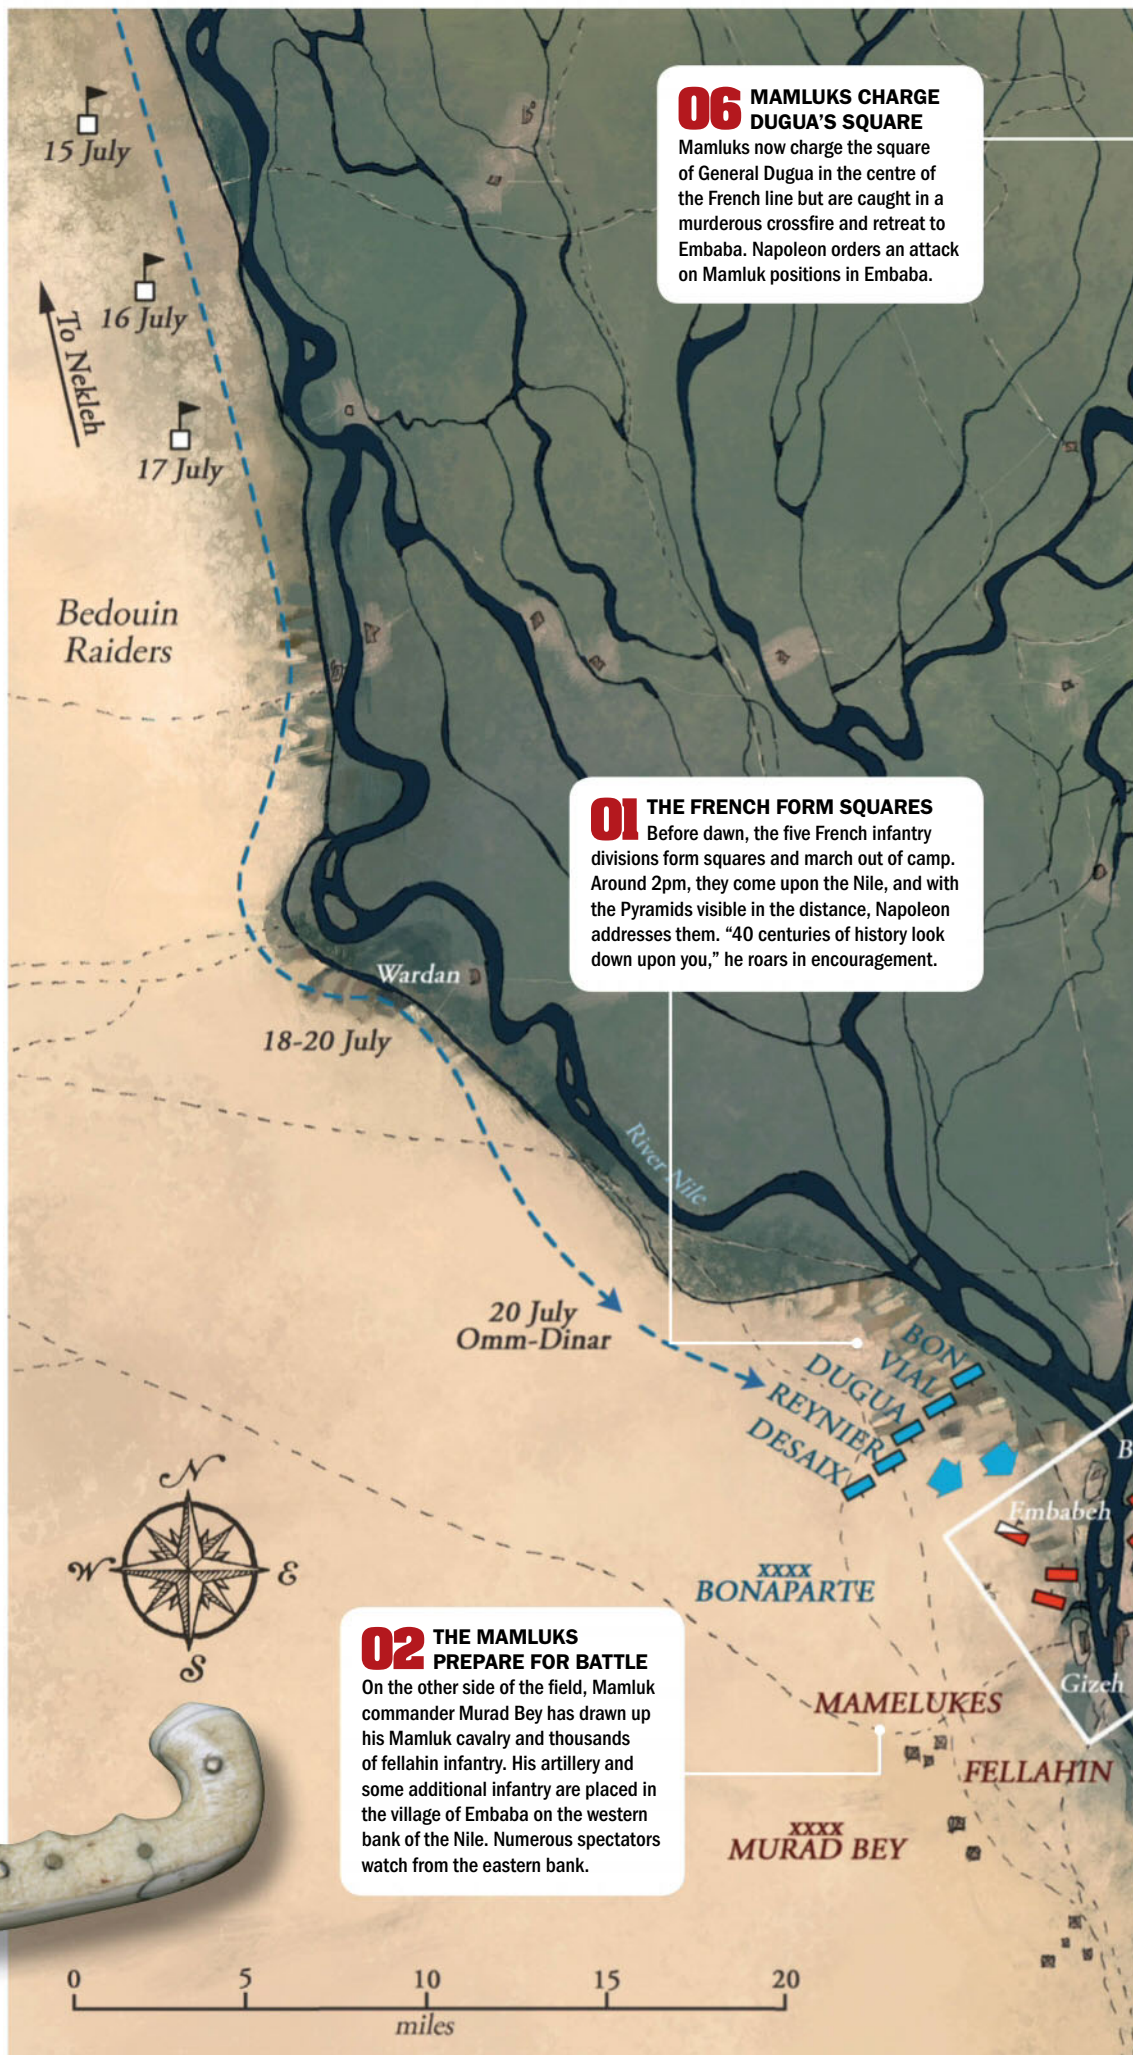 06 MAMLUKS CHARGE
DUGUA'S SQUARE
Mamluks now charge the square
of General Dugua in the centre of
the French line but are caught in a
murderous crossfire and retreat to
Embaba. Napoleon orders an attack
on Mamluk positions in Embaba.
15 July
16 July
To Nekleh
17 July
Bedouin
Raiders
01 THE FRENCH FORM SQUARES
Before dawn, the five French infantry
divisions form squares and march out of camp.
Around 2pm, they come upon the Nile, and with
the Pyramids visible in the distance, Napoleon
addresses them. “40 centuries of history look
down upon you,” he roars in encouragement.
Wardan
18-20 July
River Nile
20 July
Omm-Dinar
BON
VIAL
DUGUA
REYNIER
DESAIX
B
Embabeh
N
W
E
S
xxxx
BONAPARTE
02 THE MAMLUKS
PREPARE FOR BATTLE
On the other side of the field, Mamluk
commander Murad Bey has drawn up
his Mamluk cavalry and thousands
of fellahin infantry. His artillery and
some additional infantry are placed in
the village of Embaba on the western
bank of the Nile. Numerous spectators
watch from the eastern bank.
Gizeh
MAMELUKES
FELLAHIN
xxxx
MURAD BEY
0 5 10 15 20
miles